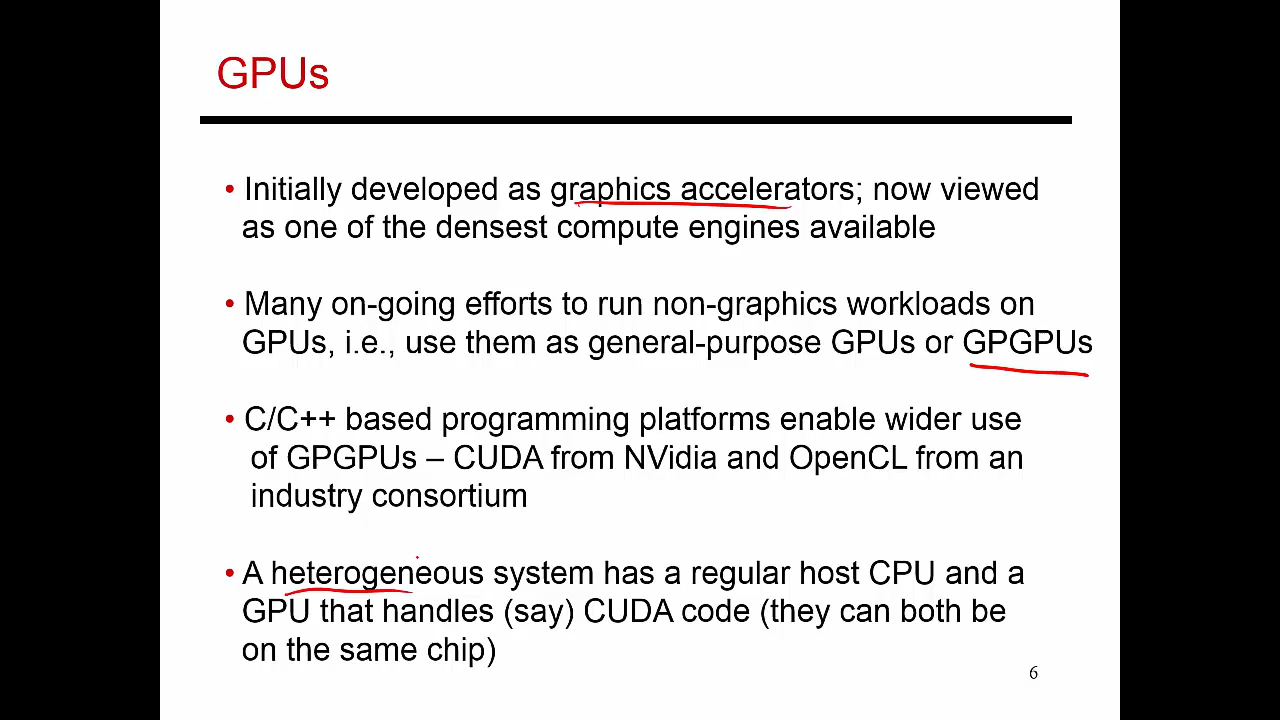 GPUs
• Initially developed as graphics accelerators; now viewed
as one of the densest compute engines available
• Many on-going efforts to run non-graphics workloads on
GPUs, i.e., use them as general-purpose GPUs or GPGPUs
• C/C++ based programming platforms enable wider use
of GPGPUs – CUDA from NVidia and OpenCL from an
industry consortium
• A heterogeneous system has a regular host CPU and a
GPU that handles (say) CUDA code (they can both be
on the same chip)
6